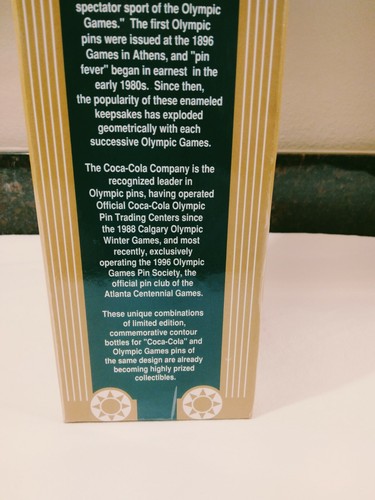 spectator sport of the Olympic
Games." The first Olympic
pins were issued at the 1896
Games in Athens, and "pin
fever" began in earnest in the
early 1980s. Since then,
the popularity of these enameled
keepsakes has exploded
geometrically with each
successive Olympic Games.
The Coca-Cola Company is the
recognized leader in
Olympic pins, having operated
Official Coca-Cola Olympic
Pin Trading Centers since
the 1988 Calgary Olympic
Winter Games, and most
recently, exclusively
operating the 1996 Olympic
Games Pin Society, the
official pin club of the
Atlanta Centennial Games.
These unique combinations
of limited edition,
commemorative contour
bottles for "Coca-Cola" and
Olympic Games pins of
the same design are already
becoming highly prized
collectibles.